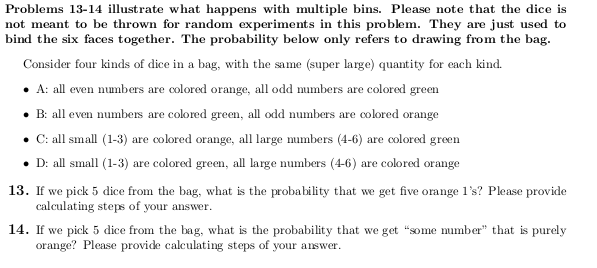 Problems 13-14 illustrate what happens with multiple bins. Please note that the dice is
not meant to be thrown for random experiments in this problem. They are just used to
bind the six faces together. The probability below only refers to drawing from the bag.
Consider four kinds of dice in a bag, with the same (super large) quantity for each kind.
• A: all even numbers are colored orange, all odd numbers are colored green
• B: all even numbers are colored green, all odd numbers are colored orange
• C: all small (1-3) are colored orange, all large numbers (4-6) are colored green
• D: all small (1-3) are colored green, all large numbers (4-6) are colored orange
13. If we pick 5 dice from the bag, what is the probability that we get five orange 1's? Please provide
calculating steps of your answer.
14. If we pick 5 dice from the bag, what is the probability that we get “some number” that is purely
orange? Please provide calculating steps of your answer.